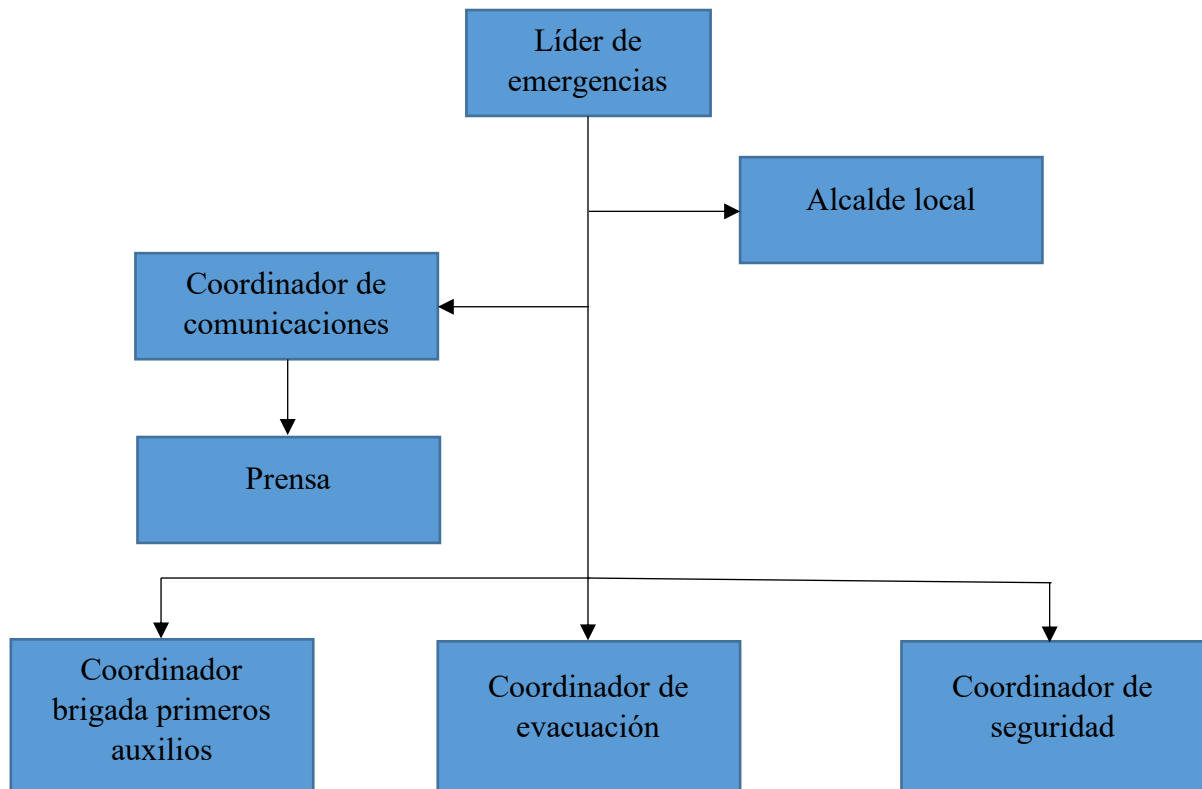 Líder de
emergencias
Alcalde local
Coordinador de
comunicaciones
Prensa
Coordinador
brigada primeros
auxilios
Coordinador de
evacuación
Coordinador de
seguridad